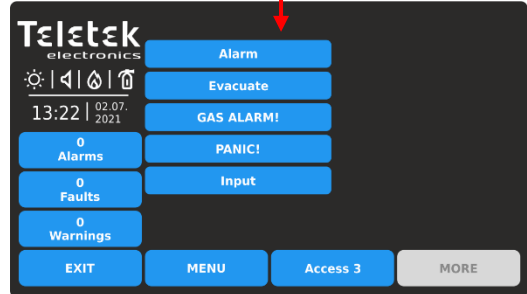 Teletek
electronics
13:22 | 02.07.
2021
0
Alarms
0
Faults
0
Warnings
Alarm
Evacuate
GAS ALARM!
PANIC!
Input
EXIT
MENU
Access 3
MORE